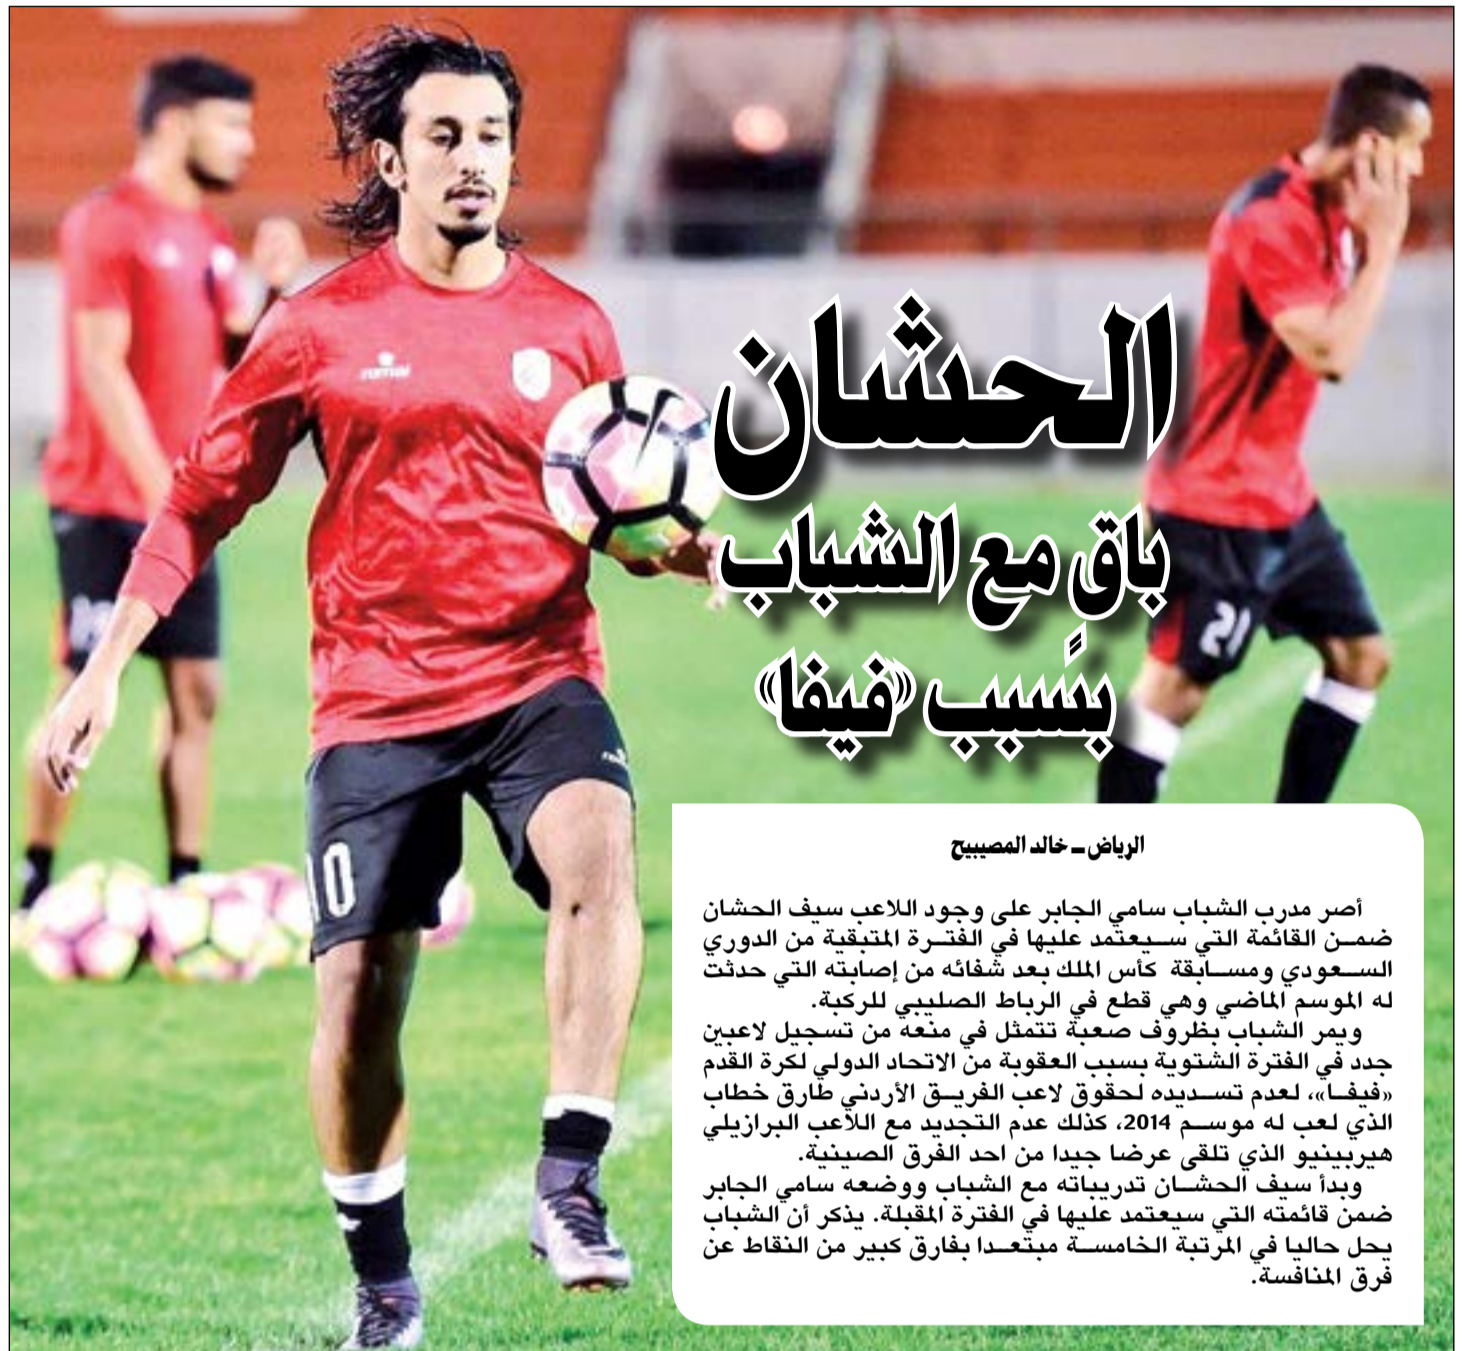 الحشان
باقٍ مع الشباب
بسبب «فيفا»
الرياض ـ خالد المصيبيح
أصر مدرب الشباب سامي الجابر على وجود اللاعب سيف الحشان
ضمن القائمة التي سيعتمد عليها في الفترة المتبقية من الدوري
السعودي ومسابقة كأس الملك بعد شفائه من إصابته التي حدثت
له الموسم الماضي وهي قطع في الرباط الصليبي للركبة.
ويمر الشباب بظروف صعبة تتمثل في منعه من تسجيل لاعبين
جدد في الفترة الشتوية بسبب العقوبة من الاتحاد الدولي لكرة القدم
«فيفا»، لعدم تسديده لحقوق لاعب الفريق الأردني طارق خطاب
الذي لعب له موسم 2014، كذلك عدم التجديد مع اللاعب البرازيلي
هيربينيو الذي تلقى عرضا جيدا من احد الفرق الصينية.
وبدأ سيف الحشان تدريباته مع الشباب ووضعه سامي الجابر
ضمن قائمته التي سيعتمد عليها في الفترة المقبلة. يذكر أن الشباب
يحل حاليا في المرتبة الخامسة مبتعدا بفارق كبير من النقاط عن
فرق المنافسة.
10
21